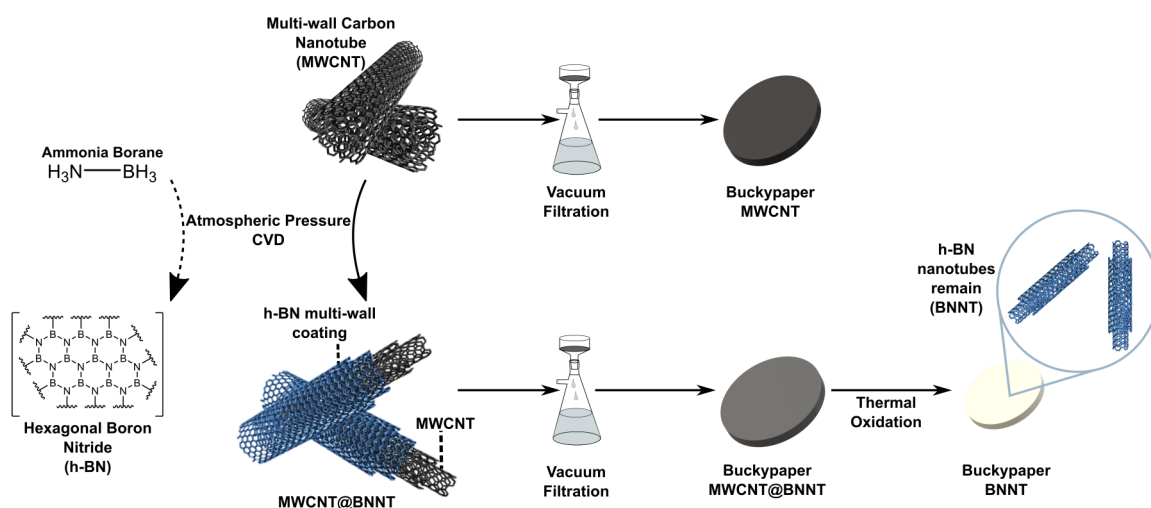 Multi-wall Carbon
Nanotube
(MWCNT)
Ammonia Borane
H₃N—BH₃
Atmospheric Pressure
CVD
Vacuum
Filtration
Buckypaper
MWCNT
h-BN
nanotubes
remain
(BNNT)
B B B
N N N N
B B B B
N N N N
B B B
N N N
Hexagonal Boron
Nitride
(h-BN)
h-BN multi-wall
coating
MWCNT
MWCNT@BNNT
Vacuum
Filtration
Buckypaper
MWCNT@BNNT
Thermal
Oxidation
Buckypaper
BNNT